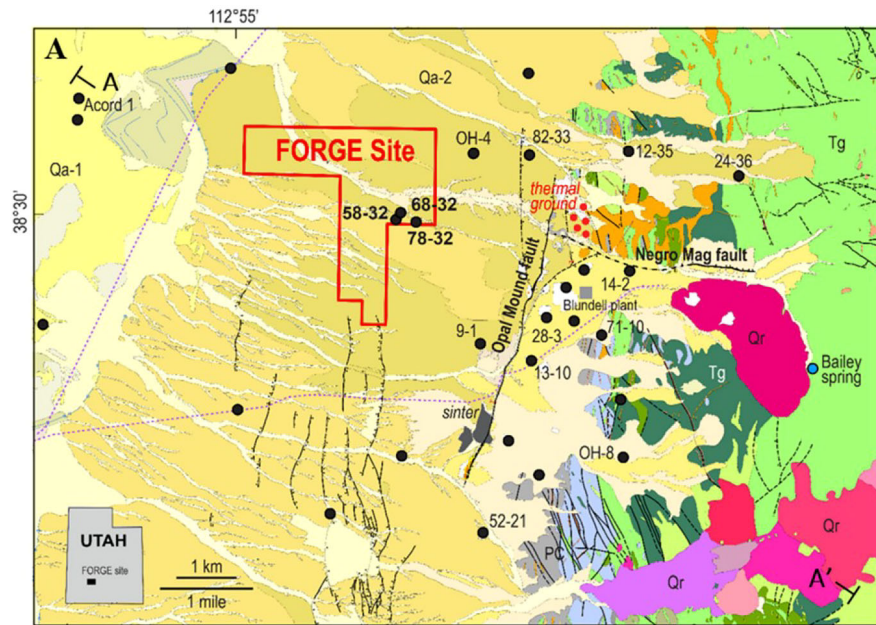 112°55'
A
A
Acord 1
Qa-2
Qa-1
FORGE Site
OH-4
82-33
12-35
24-36
Tg
thermal
ground
38°30'
58-32
68-32
78-32
Opal Mound fault
Negro Mag fault
14-2
Blundell plant
9-1
28-3
71-10
13-10
Qr
Tg
Bailey
spring
sinter
OH-8
52-21
PC
Qr
Qr
A'
UTAH
FORGE site
1 km
1 mile